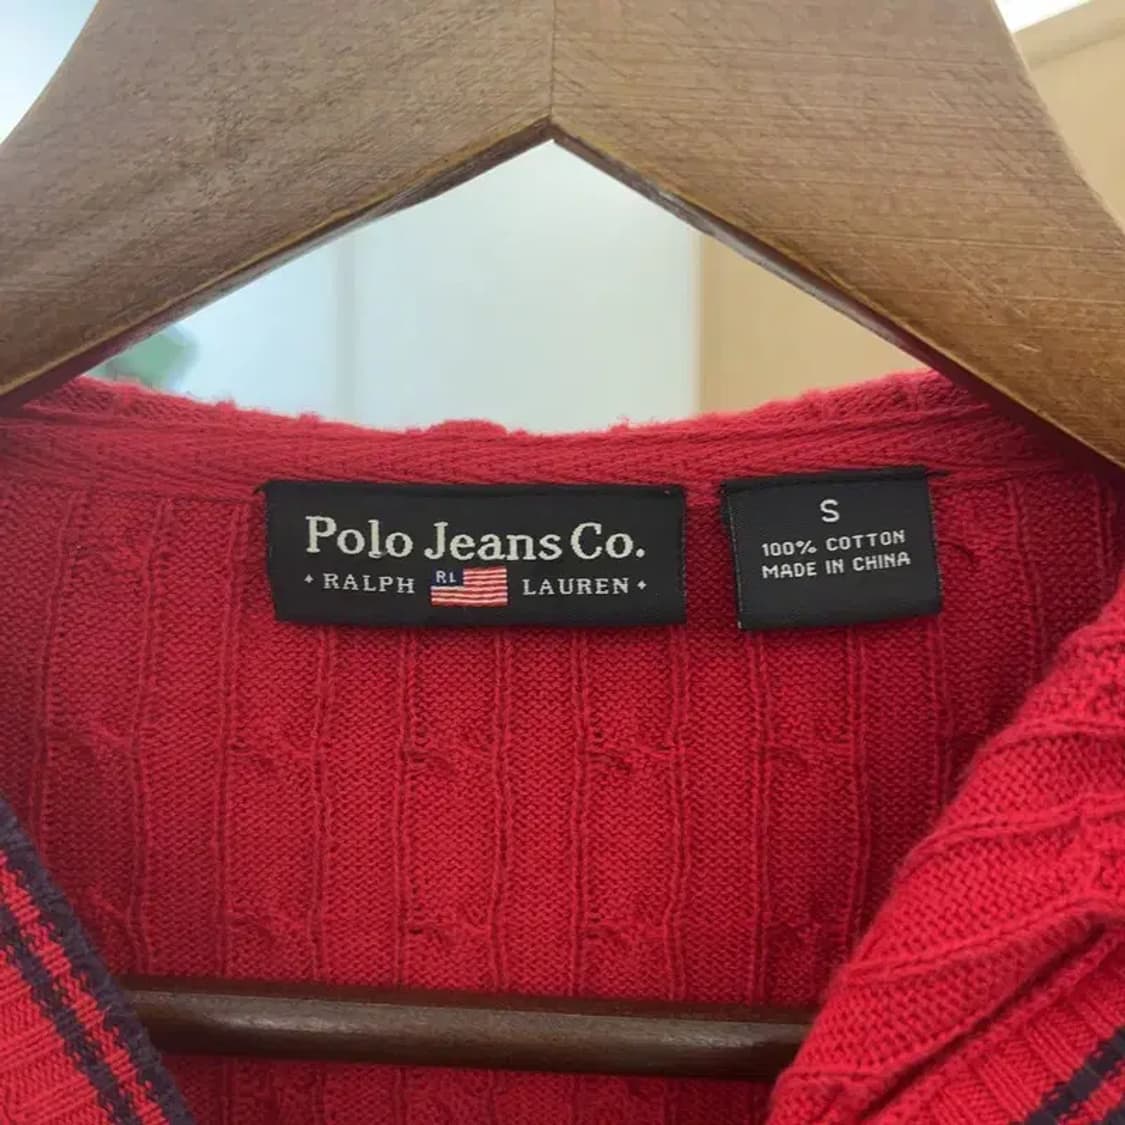 Polo Jeans Co.
RALPH RL LAUREN
S
100% COTTON
MADE IN CHINA